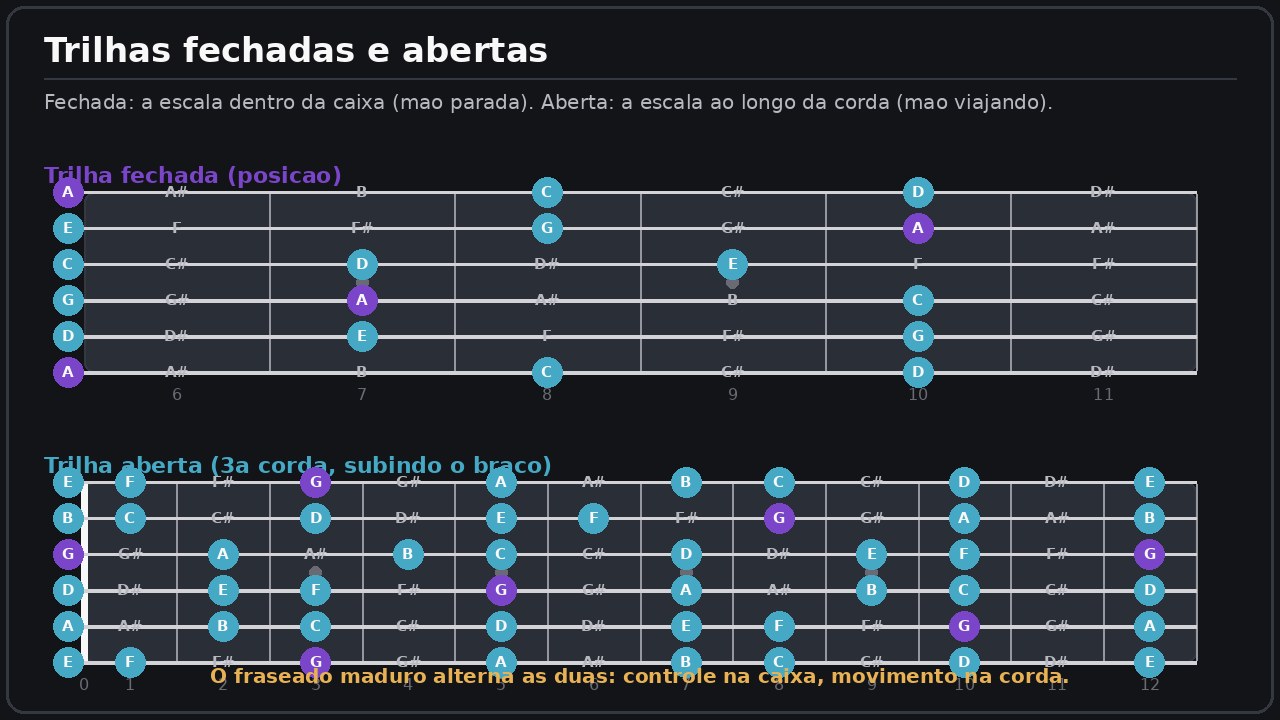 Trilhas fechadas e abertas
Fechada: a escala dentro da caixa (mao parada). Aberta: a escala ao longo da corda (mao viajando).
Trilha fechada (posicao)
A A# B C C# D D#
E F F# G G# A A#
C C# D D# E F F#
G G# A A# B C C#
D D# E F F# G G#
A A# B C C# D D#
6 7 8 9 10 11
Trilha aberta (3a corda, subindo o braco)
E F F# G G# A A# B C C# D D# E
B C C# D D# E F F# G G# A A# B
G G# A A# B C C# D D# E F F# G
D D# E F F# G G# A A# B C C# D
A A# B C C# D D# E F F# G G# A
E F F# G G# A A# B C C# D D# E
O fraseado maduro alterna as duas: controle na caixa, movimento na corda.
0 1 2 3 4 5 6 7 8 9 10 11 12